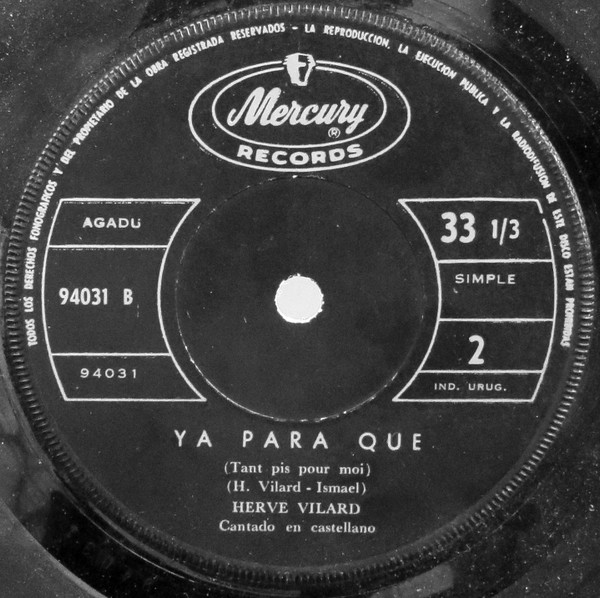 TODOS LOS DERECHOS FONOGRAFICOS Y DEL PROPIETARIO DE LA OBRA REGISTRADA RESERVADOS - LA REPRODUCCION, LA EJECUCION PUBLICA Y LA RADIODIFUSION DE ESTE DISCO ESTAN PROHIBIDAS
Mercury
®
RECORDS
AGADU
94031 B
94031
33 1/3
SIMPLE
2
IND. URUG.
YA PARA QUE
(Tant pis pour moi)
(H. Vilard - Ismael)
HERVE VILARD
Cantado en castellano